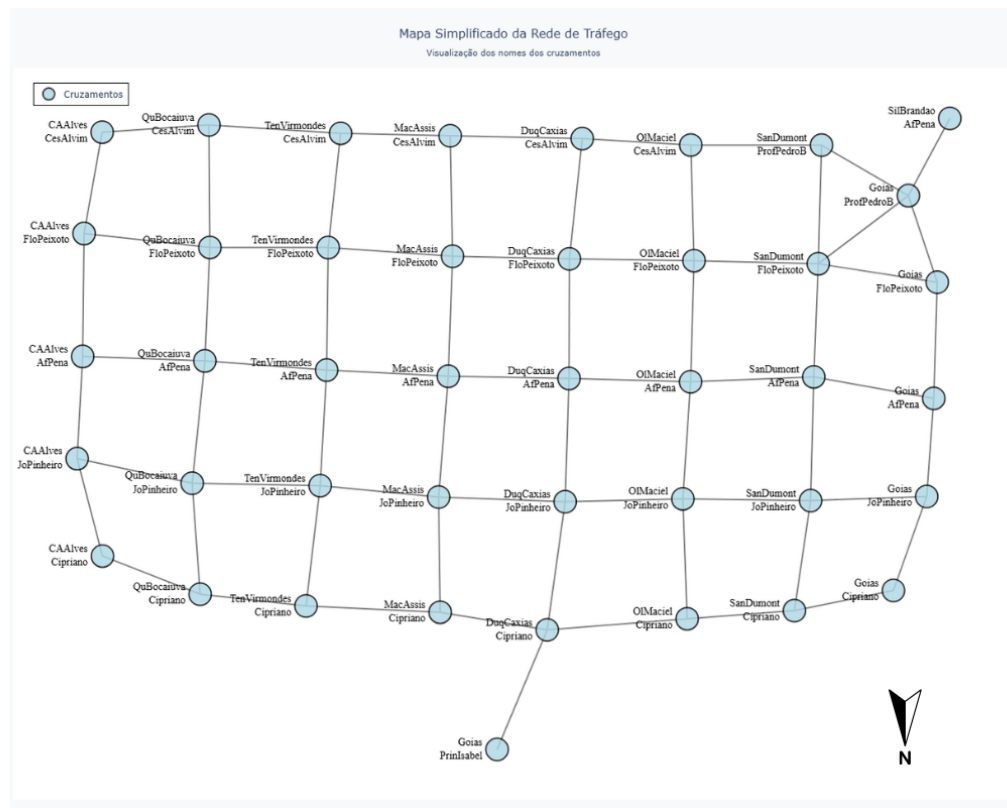 Mapa Simplificado da Rede de Tráfego
Visualização dos nomes dos cruzamentos
Cruzamentos
CAAlves
CesAlvim
QuBocaiuva
CesAlvim
TenVirmondes
CesAlvim
MacAssis
CesAlvim
DuqCaxias
CesAlvim
OlMaciel
CesAlvim
SanDumont
ProfPedroB
SilBrandao
AfPena
Goias
ProfPedroB
CAAlves
FloPeixoto
QuBocaiuva
FloPeixoto
TenVirmondes
FloPeixoto
MacAssis
FloPeixoto
DuqCaxias
FloPeixoto
OlMaciel
FloPeixoto
SanDumont
FloPeixoto
Goias
FloPeixoto
CAAlves
AfPena
QuBocaiuva
AfPena
TenVirmondes
AfPena
MacAssis
AfPena
DuqCaxias
AfPena
OlMaciel
AfPena
SanDumont
AfPena
Goias
AfPena
CAAlves
JoPinheiro
QuBocaiuva
JoPinheiro
TenVirmondes
JoPinheiro
MacAssis
JoPinheiro
DuqCaxias
JoPinheiro
OlMaciel
JoPinheiro
SanDumont
JoPinheiro
Goias
JoPinheiro
CAAlves
Cipriano
QuBocaiuva
Cipriano
TenVirmondes
Cipriano
MacAssis
Cipriano
DuqCaxias
Cipriano
OlMaciel
Cipriano
SanDumont
Cipriano
Goias
Cipriano
Goias
PrinIsabel
N